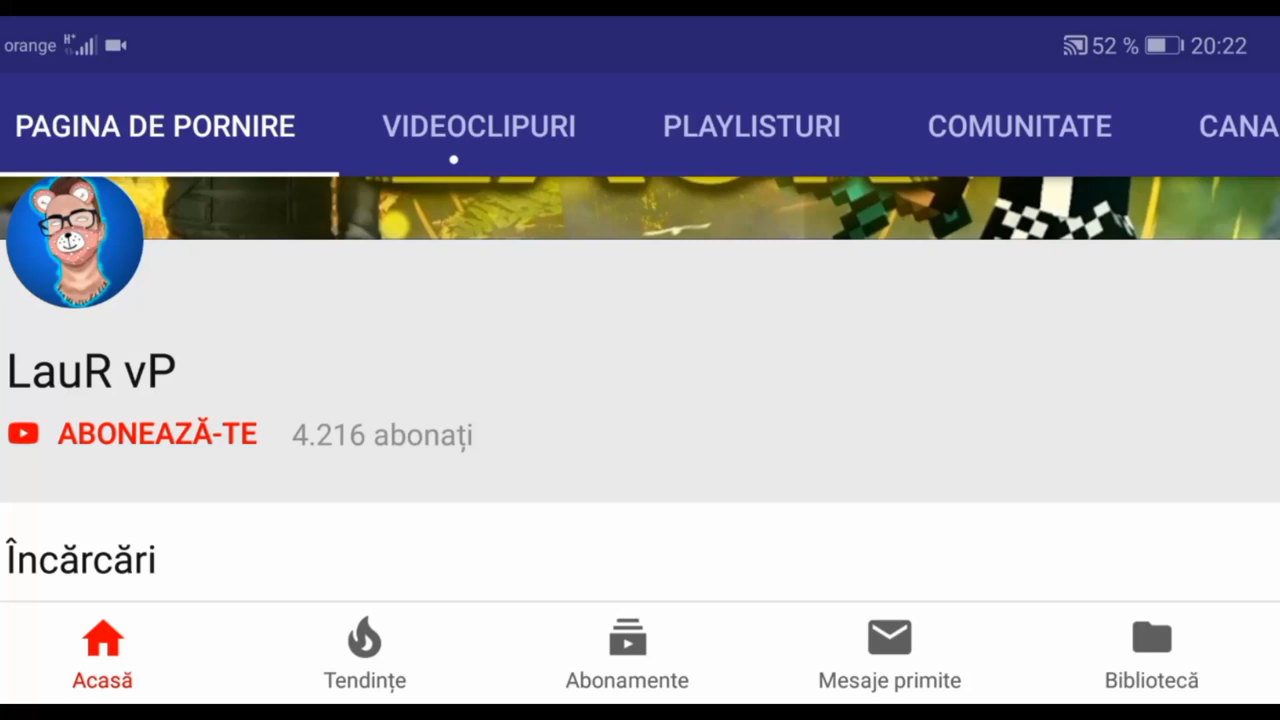 orange H+ 52 % 20:22
PAGINA DE PORNIRE VIDEOCLIPURI PLAYLISTURI COMUNITATE CANA
LauR vP
ABONEAZĂ-TE 4.216 abonați
Încărcări
Acasă Tendințe Abonamente Mesaje primite Bibliotecă